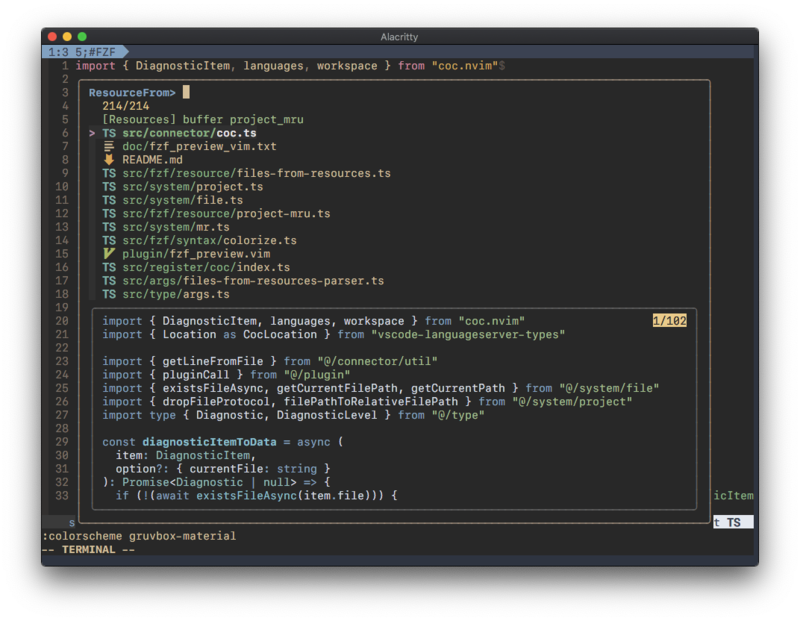 Alacritty
1:3 5;#FZF
1 import { DiagnosticItem, languages, workspace } from "coc.nvim"$
2
3 ResourceFrom>
4 214/214
5 [Resources] buffer project_mru
6 > TS src/connector/coc.ts
7 doc/fzf_preview_vim.txt
8 README.md
9 TS src/fzf/resource/files-from-resources.ts
10 TS src/system/project.ts
11 TS src/system/file.ts
12 TS src/fzf/resource/project-mru.ts
13 TS src/system/mr.ts
14 TS src/fzf/syntax/colorize.ts
15 plugin/fzf_preview.vim
16 TS src/register/coc/index.ts
17 TS src/args/files-from-resources-parser.ts
18 TS src/type/args.ts
19
20 import { DiagnosticItem, languages, workspace } from "coc.nvim" 1/102
21 import { Location as CocLocation } from "vscode-languageserver-types"
22
23 import { getLineFromFile } from "@/connector/util"
24 import { pluginCall } from "@/plugin"
25 import { existsFileAsync, getCurrentFilePath, getCurrentPath } from "@/system/file"
26 import { dropFileProtocol, filePathToRelativeFilePath } from "@/system/project"
27 import type { Diagnostic, DiagnosticLevel } from "@/type"
28
29 const diagnosticItemToData = async (
30 item: DiagnosticItem,
31 option?: { currentFile: string }
32 ): Promise<Diagnostic | null> => {
33 if (!(await existsFileAsync(item.file))) { icItem
s t TS
:colorscheme gruvbox-material
-- TERMINAL --